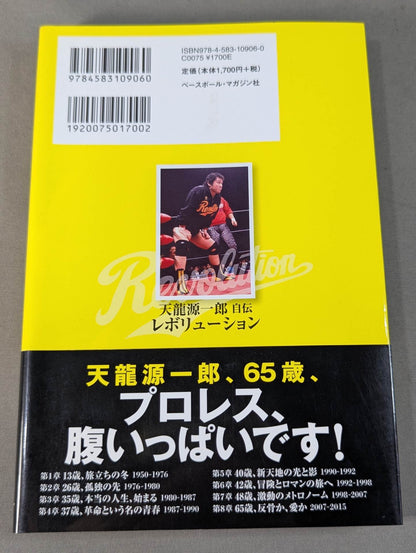 ISBN978-4-583-10906-0
C0075 ¥1700E
定価（本体1,700円+税）
ベースボール・マガジン社
9784583109060
1920075017002
Revolution
天龍源一郎 自伝
レボリューション
天龍源一郎、65歳、
プロレス、
腹いっぱいです！
第1章 13歳、旅立ちの冬 1950-1976
第2章 26歳、孤独の先 1976-1980
第3章 35歳、本当の人生、始まる 1980-1987
第4章 37歳、革命という名の青春 1987-1990
第5章 40歳、新天地の光と影 1990-1992
第6章 42歳、冒険とロマンの旅へ 1992-1998
第7章 48歳、激動のメトロノーム 1998-2007
第8章 65歳、反骨か、愛か 2007-2015